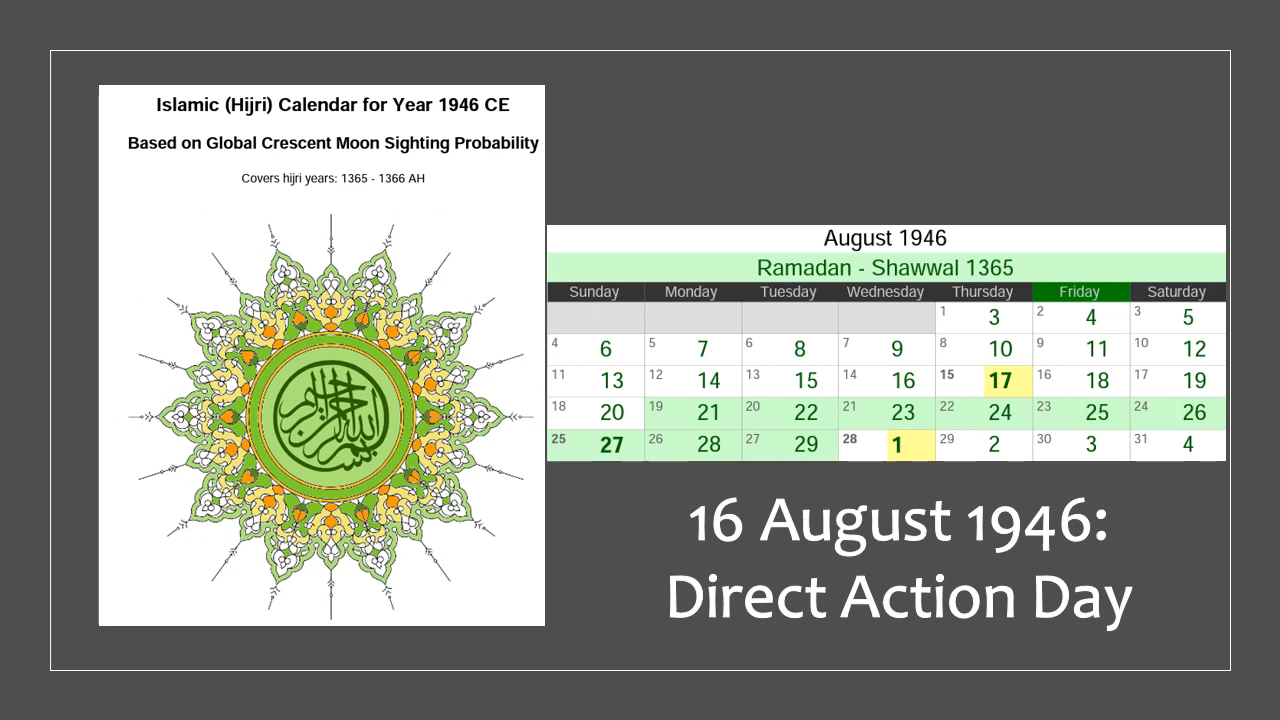 Islamic (Hijri) Calendar for Year 1946 CE
Based on Global Crescent Moon Sighting Probability
Covers hijri years: 1365 - 1366 AH
August 1946
Ramadan - Shawwal 1365
Sunday Monday Tuesday Wednesday Thursday Friday Saturday
1 3 2 4 3 5
4 6 5 7 6 8 7 9 8 10 9 11 10 12
11 13 12 14 13 15 14 16 15 17 16 18 17 19
18 20 19 21 20 22 21 23 22 24 23 25 24 26
25 27 26 28 27 29 28 1 29 2 30 3 31 4
16 August 1946:
Direct Action Day